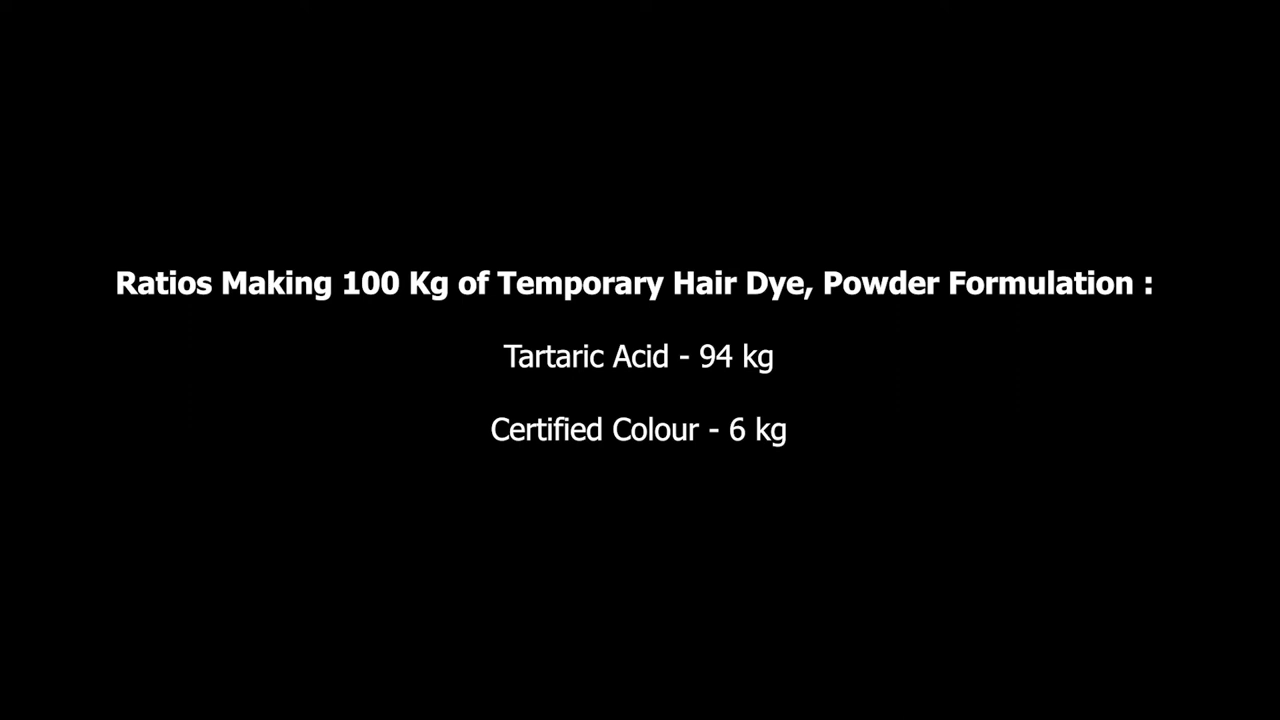 Ratios Making 100 Kg of Temporary Hair Dye, Powder Formulation :
Tartaric Acid - 94 kg
Certified Colour - 6 kg